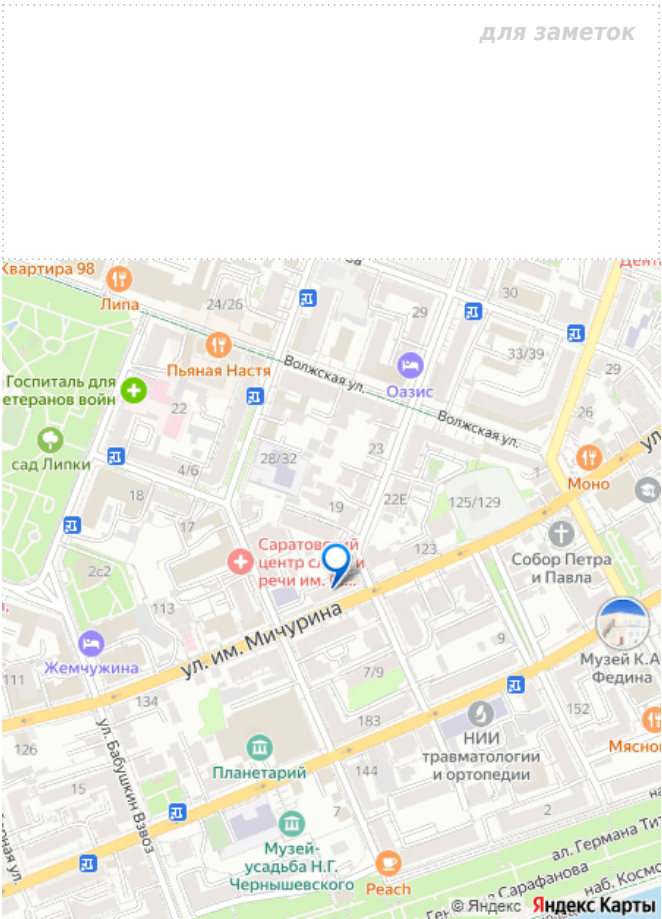 для заметок
Квартира 98
Липа
24/26
30
29
Пьяная Настя
Волжская ул.
33/39
29
Оазис
Госпиталь для
етеранов войн
22
26
Волжская ул.
сад Липки
4/6
28/32
23
Моно
18
22Е
125/129
1
17
19
Саратовский
центр сл
и
речи им.
123
Собор Петра
и Павла
2с2
113
ул. им. Мичурина
Жемчужина
111
134
9
Музей К.А
Федина
7/9
152
126
183
НИИ
травматологии
и ортопедии
Планетарий
144
15
ул. Бабушкин Взвоз
7
2
Музей-
усадьба Н.Г.
Чернышевского
Peach
ал. Германа Тит
наб. Космо
Сарафанова
© Яндекс Яндекс Карты